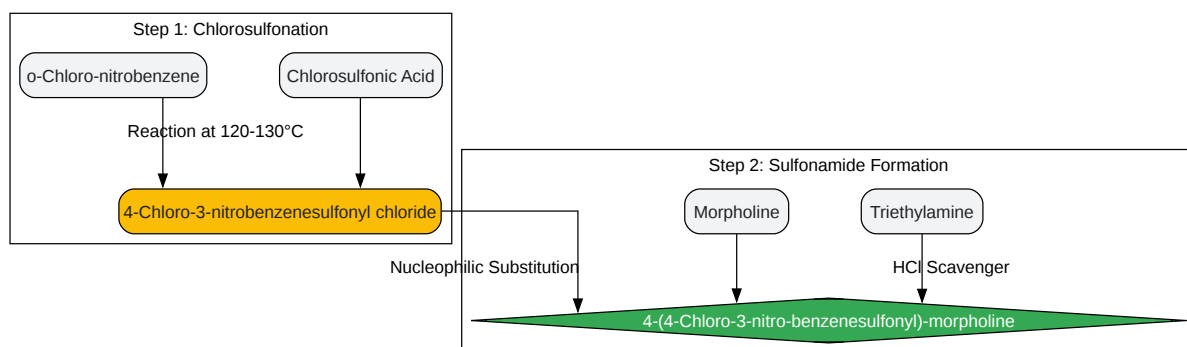 Step 1: Chlorosulfonation
o-Chloro-nitrobenzene
Chlorosulfonic Acid
Reaction at 120-130°C
4-Chloro-3-nitrobenzenesulfonyl chloride
Step 2: Sulfonamide Formation
Morpholine
Triethylamine
Nucleophilic Substitution
HCl Scavenger
4-(4-Chloro-3-nitro-benzenesulfonyl)-morpholine